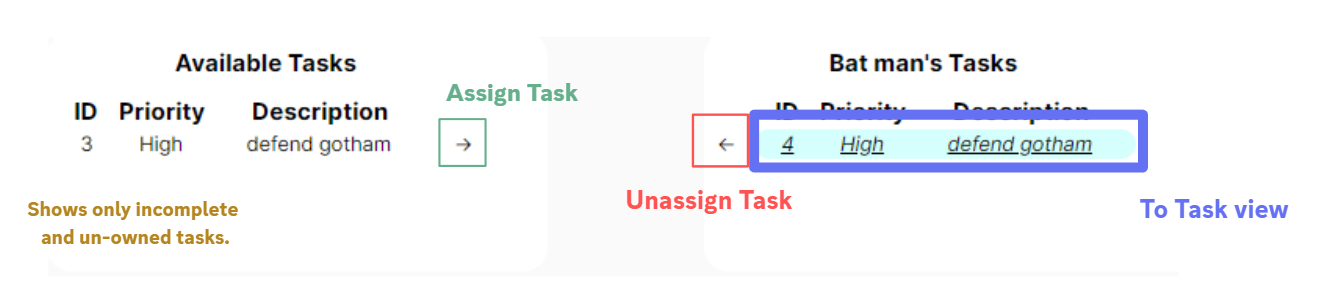 Available Tasks
ID Priority Description
3 High defend gotham →
Assign Task
Shows only incomplete
and un-owned tasks.
Bat man's Tasks
ID Priority Description
← 4 High defend gotham
Unassign Task
To Task view